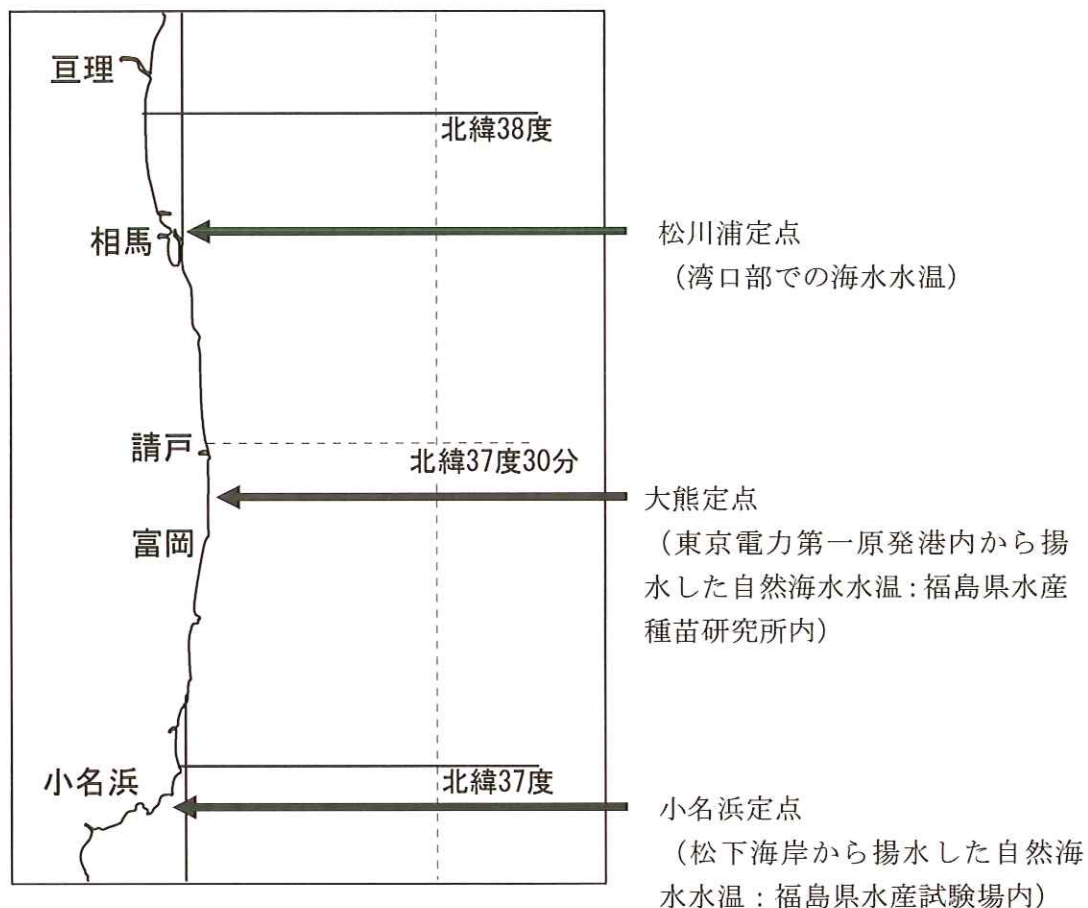 亘理
北緯38度
相馬
松川浦定点
(湾口部での海水水温)
請戸
北緯37度30分
大熊定点
(東京電力第一原発港内から揚
水した自然海水水温:福島県水産
種苗研究所内)
富岡
小名浜
北緯37度
小名浜定点
(松下海岸から揚水した自然海
水水温:福島県水産試験場内)